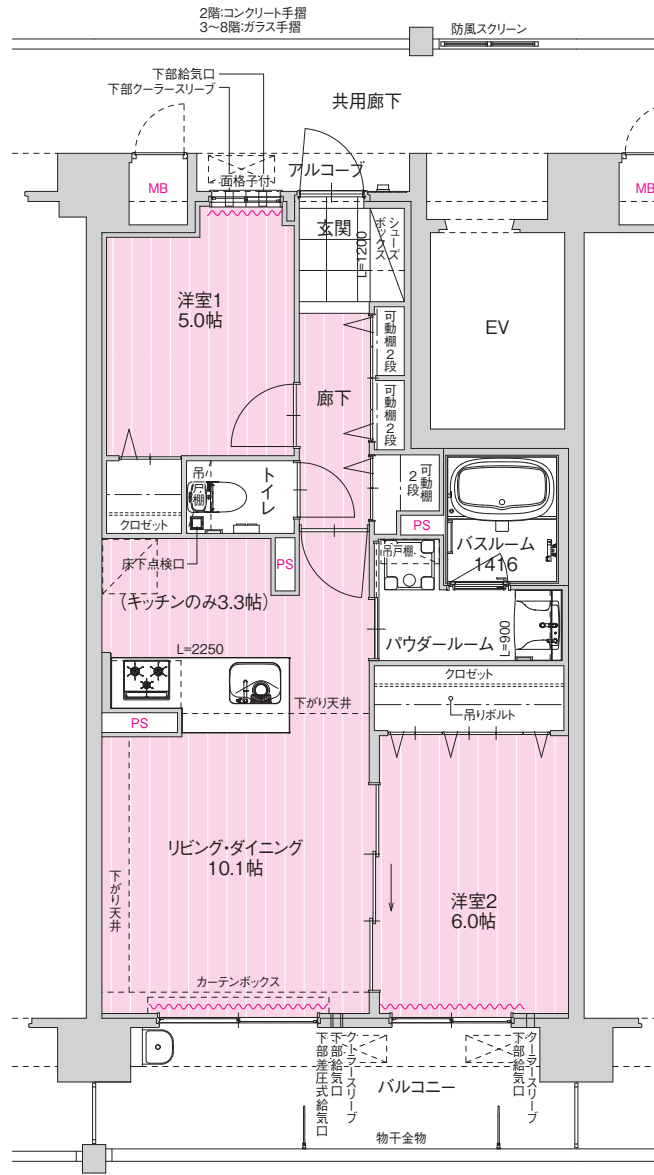 2階:コンクリート手摺
3〜8階:ガラス手摺
防風スクリーン
下部給気口
下部クーラースリーブ
共用廊下
アルコーブ
MB
面格子付
MB
玄関
L=1200
シューズボックス
洋室1
5.0帖
可動棚2段
EV
廊下
可動棚2段
吊戸棚
トイレ
可動棚2段
クロゼット
PS
バスルーム
1416
床下点検口
PS
吊戸棚
(キッチンのみ3.3帖)
パウダールーム
L=900
L=2250
クロゼット
下がり天井
吊りボルト
PS
リビング・ダイニング
10.1帖
下がり天井
洋室2
6.0帖
カーテンボックス
下部差圧式給気口
下部給気口
クーラースリーブ
バルコニー
下部給気口
クーラースリーブ
物干金物